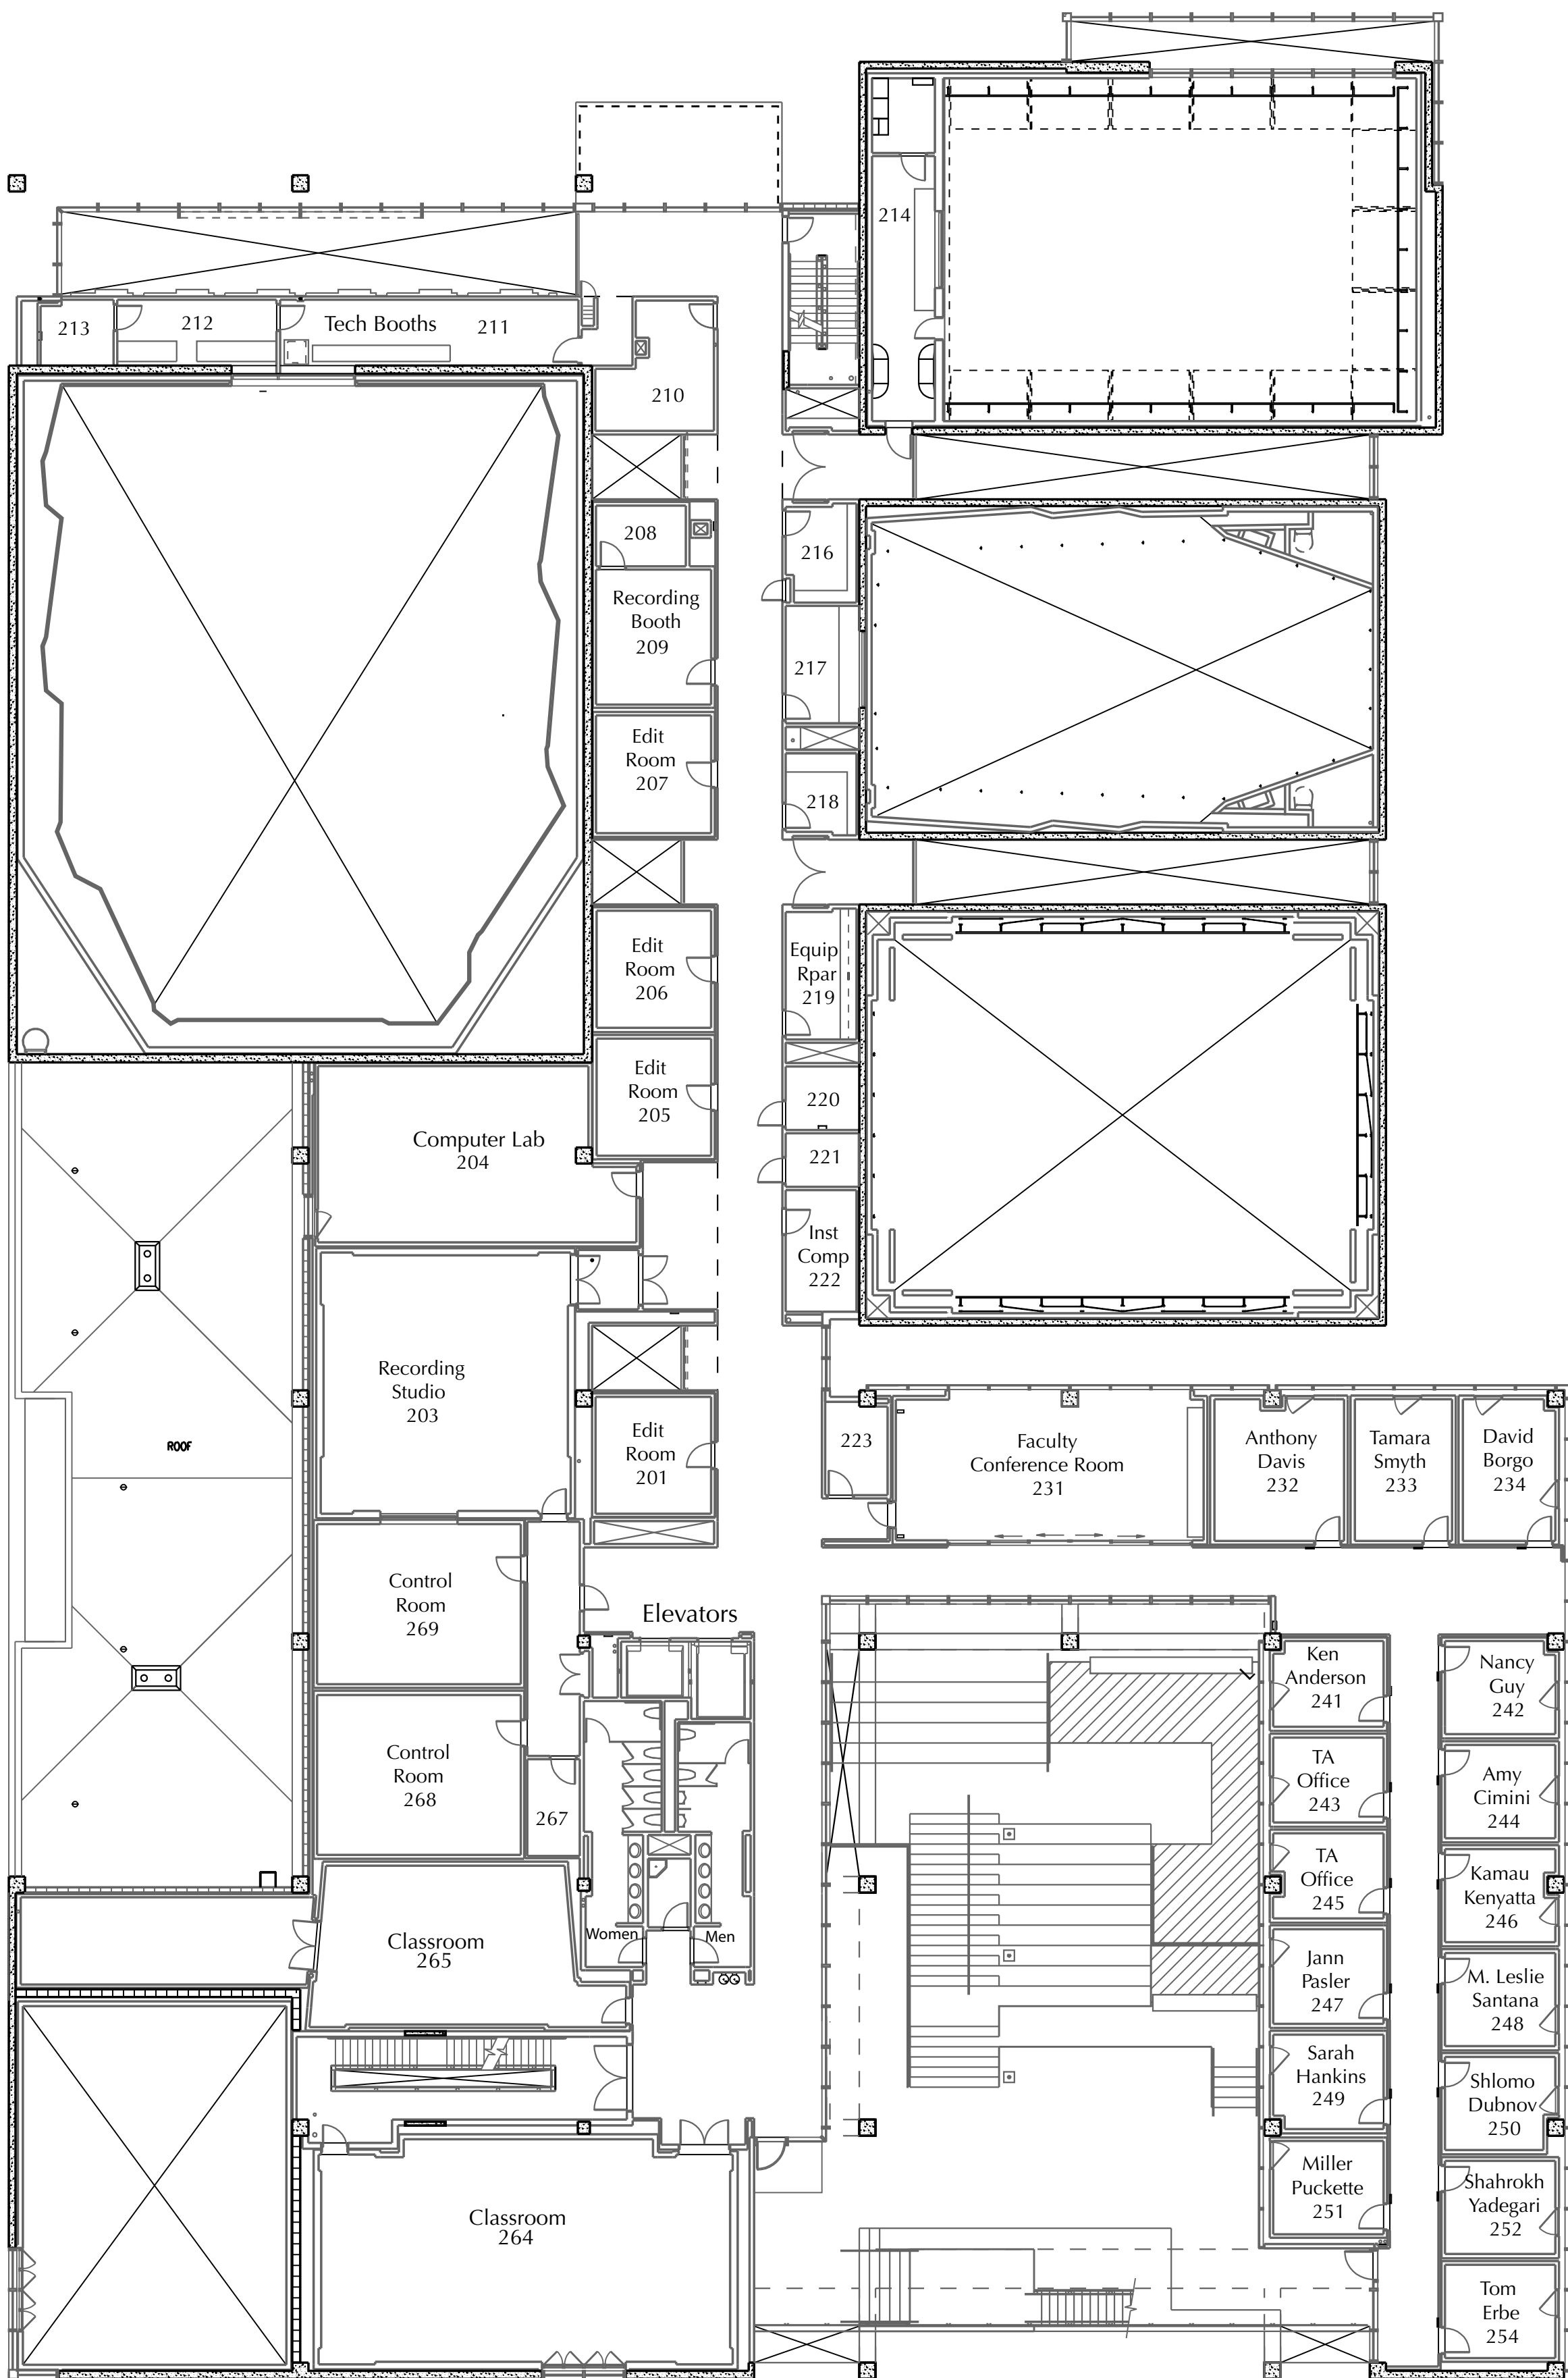 214
213
212
Tech Booths
211
210
208
216
Recording
Booth
209
217
Edit
Room
207
218
Edit
Room
206
Equip
Rpar
219
Edit
Room
205
220
Computer Lab
204
221
Inst
Comp
222
Recording
Studio
203
ROOF
Edit
Room
201
223
Faculty
Conference Room
231
Anthony
Davis
232
Tamara
Smyth
233
David
Borgo
234
Control
Room
269
Elevators
Ken
Anderson
241
Nancy
Guy
242
Control
Room
268
267
TA
Office
243
Amy
Cimini
244
TA
Office
245
Kamau
Kenyatta
246
Classroom
265
Women
Men
Jann
Pasler
247
M. Leslie
Santana
248
Sarah
Hankins
249
Shlomo
Dubnov
250
Miller
Puckette
251
Shahrokh
Yadegari
252
Classroom
264
Tom
Erbe
254